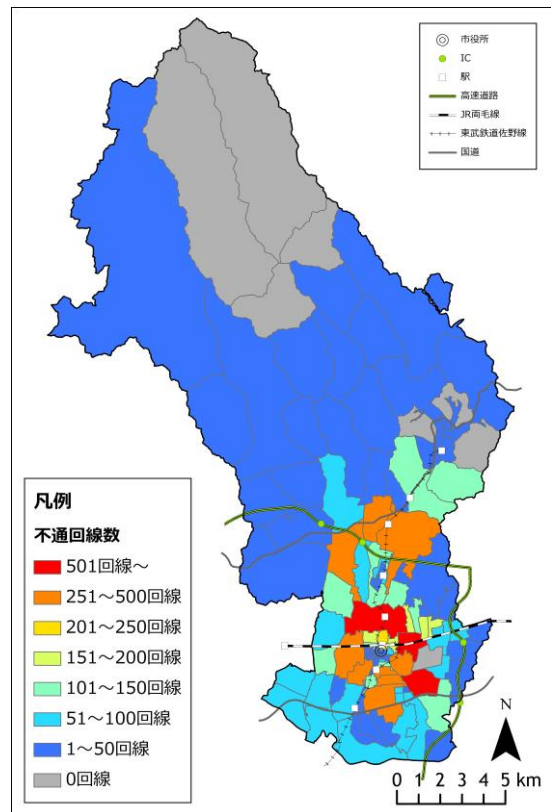 市役所
IC
駅
高速道路
JR両毛線
東武鉄道佐野線
国道
凡例
不通回線数
501回線～
251～500回線
201～250回線
151～200回線
101～150回線
51～100回線
1～50回線
0回線
N
0 1 2 3 4 5 km